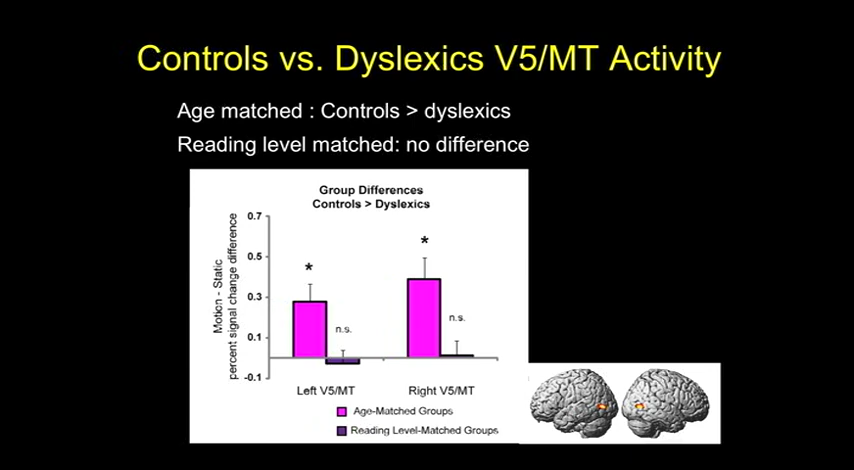 Controls vs. Dyslexics V5/MT Activity
Age matched : Controls > dyslexics
Reading level matched: no difference
Group Differences
Controls > Dyslexics
Motion - Static
percent signal change difference
0.7
0.5
0.3
0.1
-0.1
*
n.s.
*
n.s.
Left V5/MT
Right V5/MT
Age-Matched Groups
Reading Level-Matched Groups